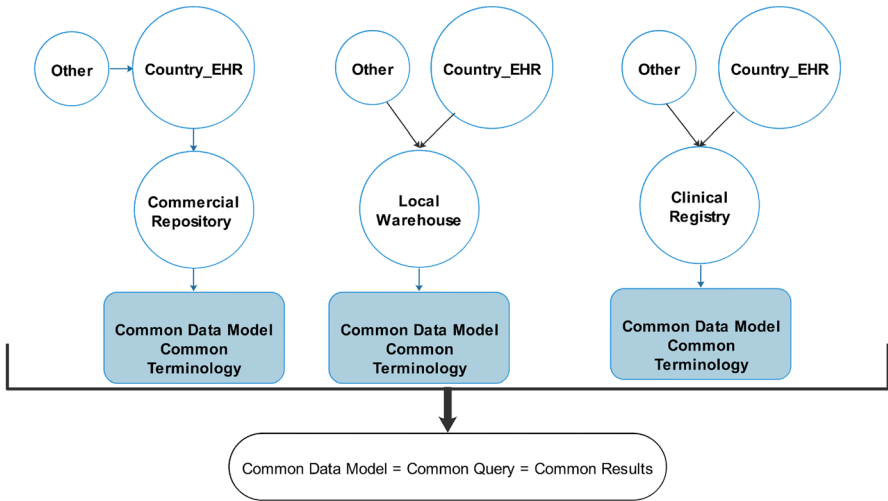 Other
Country_EHR
Other
Country_EHR
Other
Country_EHR
Commercial
Repository
Local
Warehouse
Clinical
Registry
Common Data Model
Common
Terminology
Common Data Model
Common
Terminology
Common Data Model
Common
Terminology
Common Data Model = Common Query = Common Results